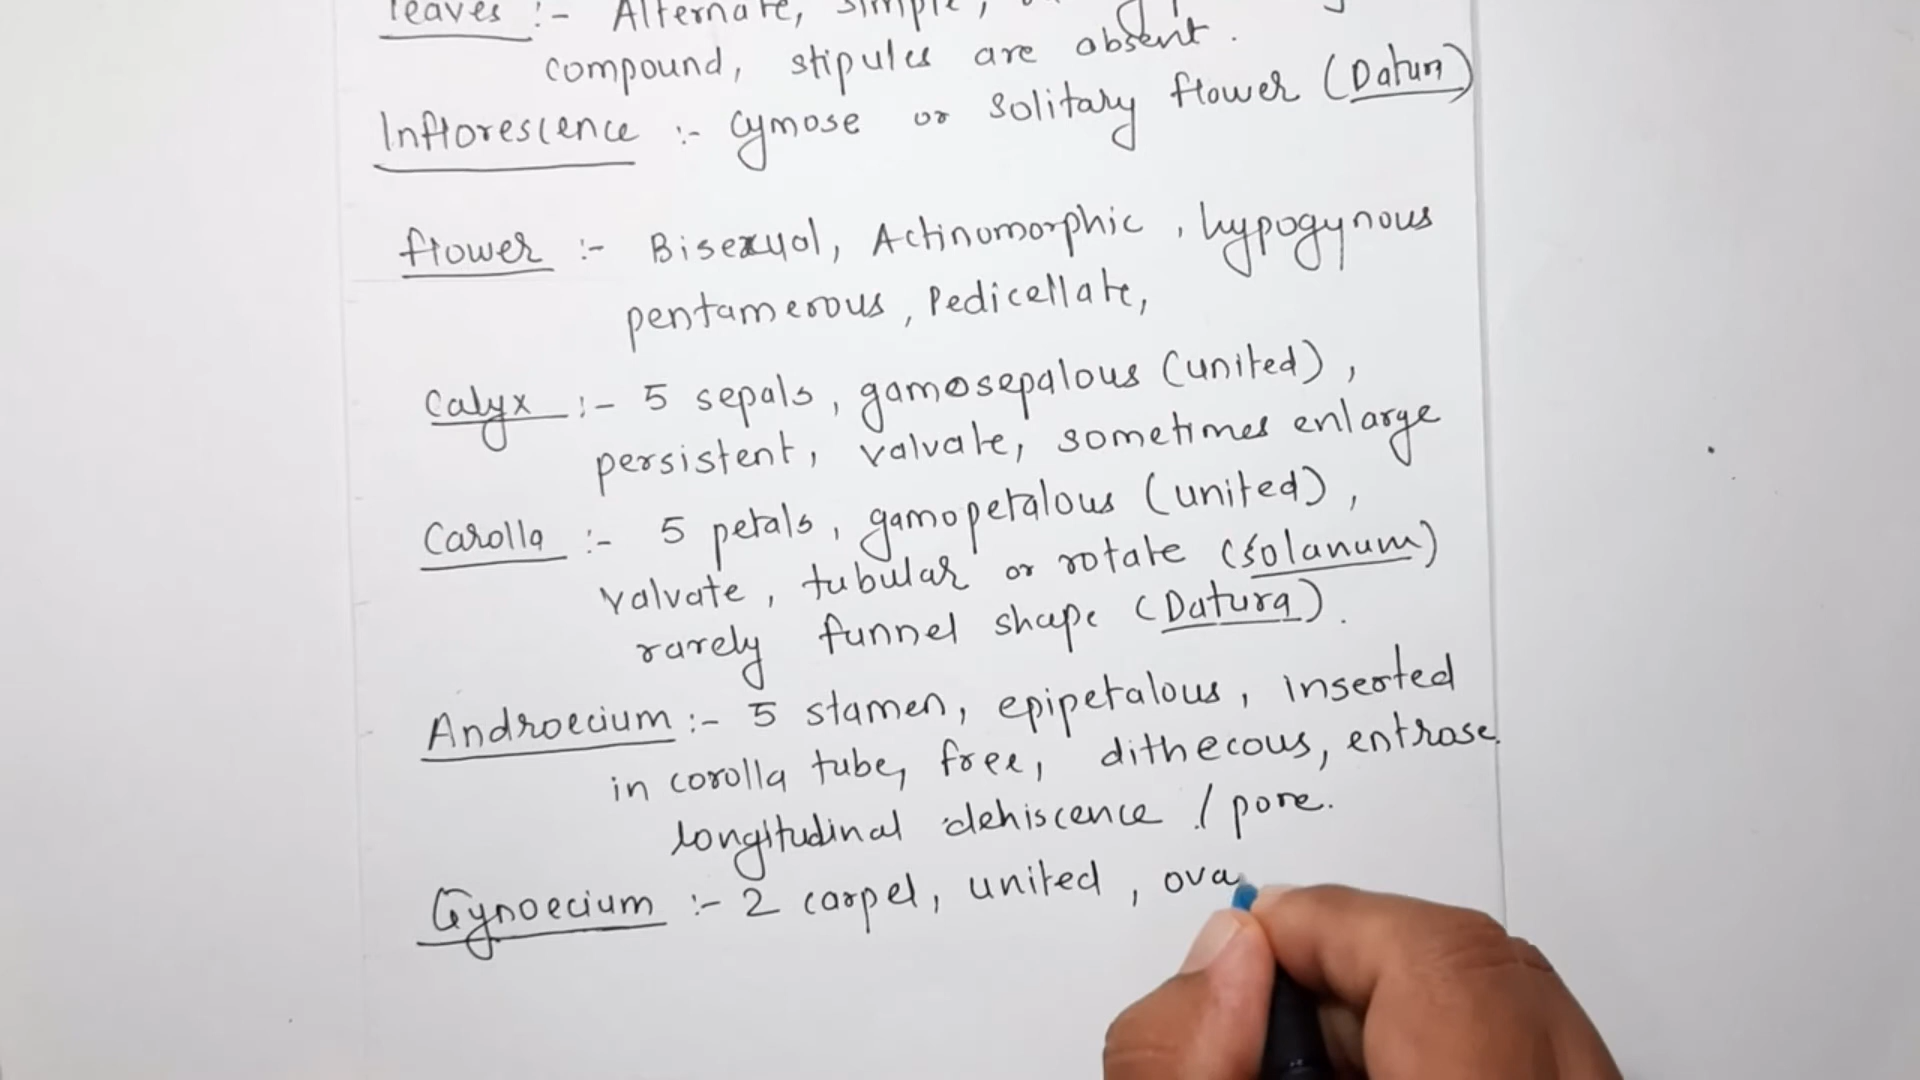 leaves :- Alternate, simple,
compound, stipules are absent.
Inflorescence :- Cymose or solitary flower (Datun)
flower :- Bisexual, Actinomorphic, hypogynous
pentamerous, Pedicellate,
Calyx :- 5 sepals, gamosepalous (united),
persistent, valvate, sometimes enlarge
Carolla :- 5 petals, gamopetalous (united),
valvate, tubular or rotate (Solanum)
rarely funnel shape (Datura).
Androecium :- 5 stamen, epipetalous, inserted
in corolla tube, free, dithecous, entrose
longitudinal dehiscence / pore.
Gynoecium :- 2 carpel, united, ova